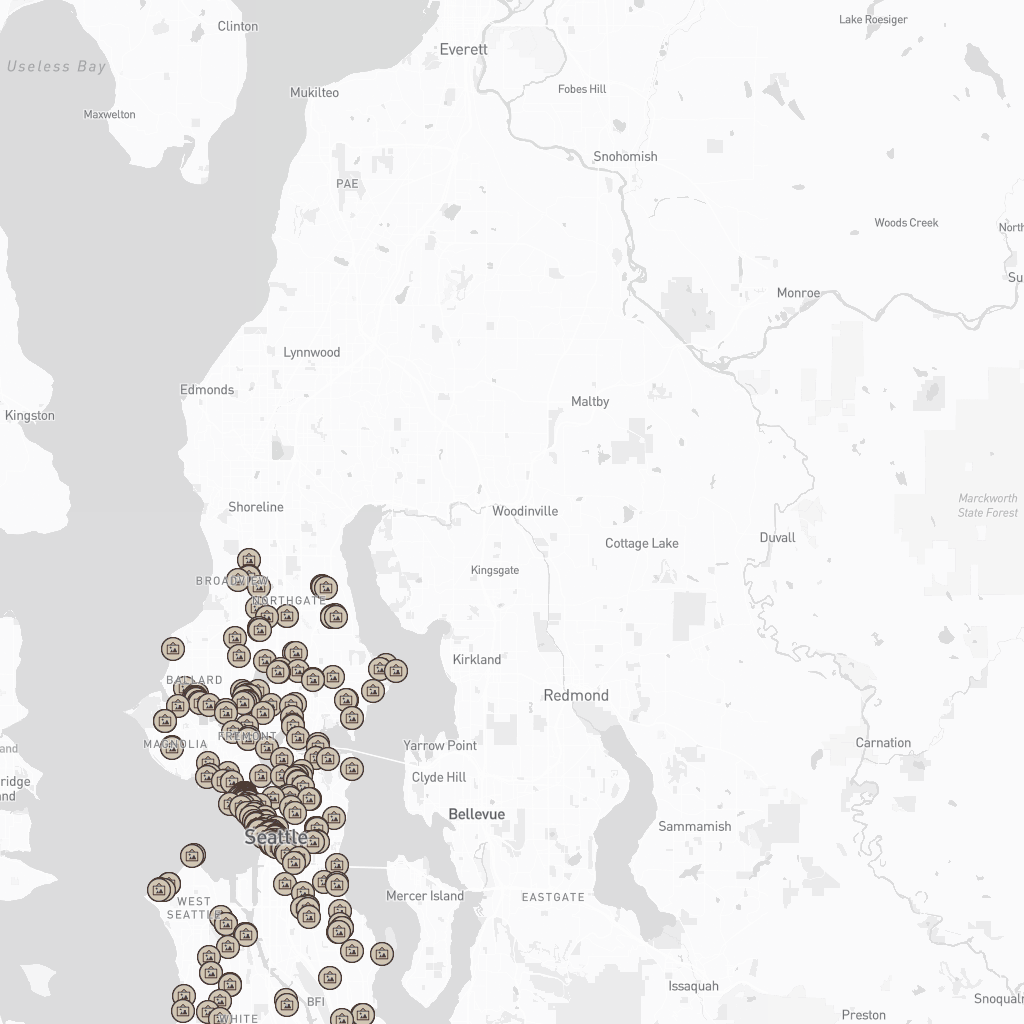 Clinton
Lake Roesiger
Everett
Useless Bay
Fobes Hill
Mukilteo
Maxwelton
Snohomish
PAE
Woods Creek
North
Su
Monroe
Lynnwood
Edmonds
Maltby
Kingston
Marckworth
State Forest
Shoreline
Woodinville
Duvall
Cottage Lake
Kingsgate
BROADVIEW
NORTHGATE
Kirkland
BALLARD
Redmond
FREMONT
MAGNOLIA
Yarrow Point
Carnation
and
Clyde Hill
ridge
nd
Bellevue
Sammamish
Seattle
Mercer Island
EASTGATE
WEST
SEATTLE
Issaquah
BFI
Snoqualm
Preston
WHITE